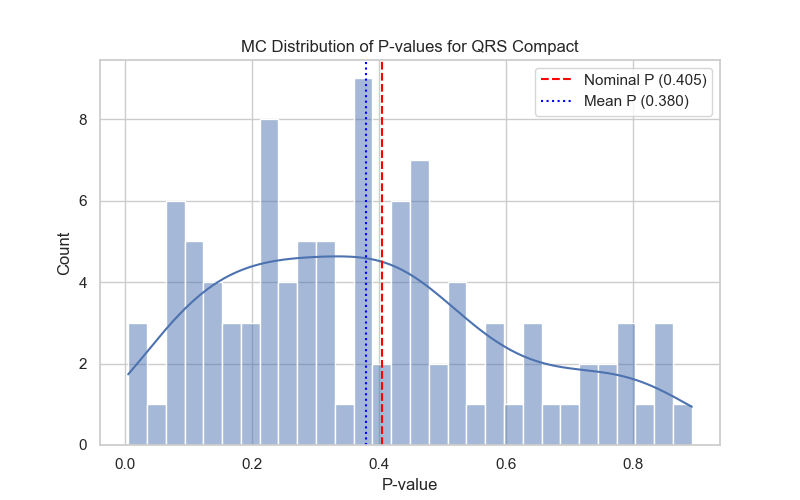 MC Distribution of P-values for QRS Compact
Nominal P (0.405)
Mean P (0.380)
Count
8
6
4
2
0
0.0 0.2 0.4 0.6 0.8
P-value